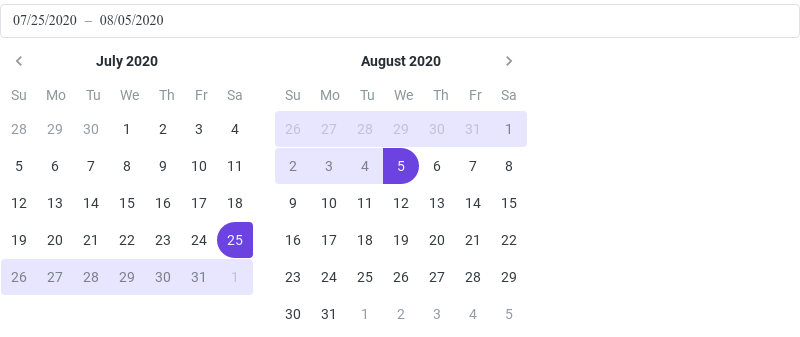 07/25/2020 – 08/05/2020
July 2020
Su Mo Tu We Th Fr Sa
28 29 30 1 2 3 4
5 6 7 8 9 10 11
12 13 14 15 16 17 18
19 20 21 22 23 24 25
26 27 28 29 30 31 1
August 2020
Su Mo Tu We Th Fr Sa
26 27 28 29 30 31 1
2 3 4 5 6 7 8
9 10 11 12 13 14 15
16 17 18 19 20 21 22
23 24 25 26 27 28 29
30 31 1 2 3 4 5